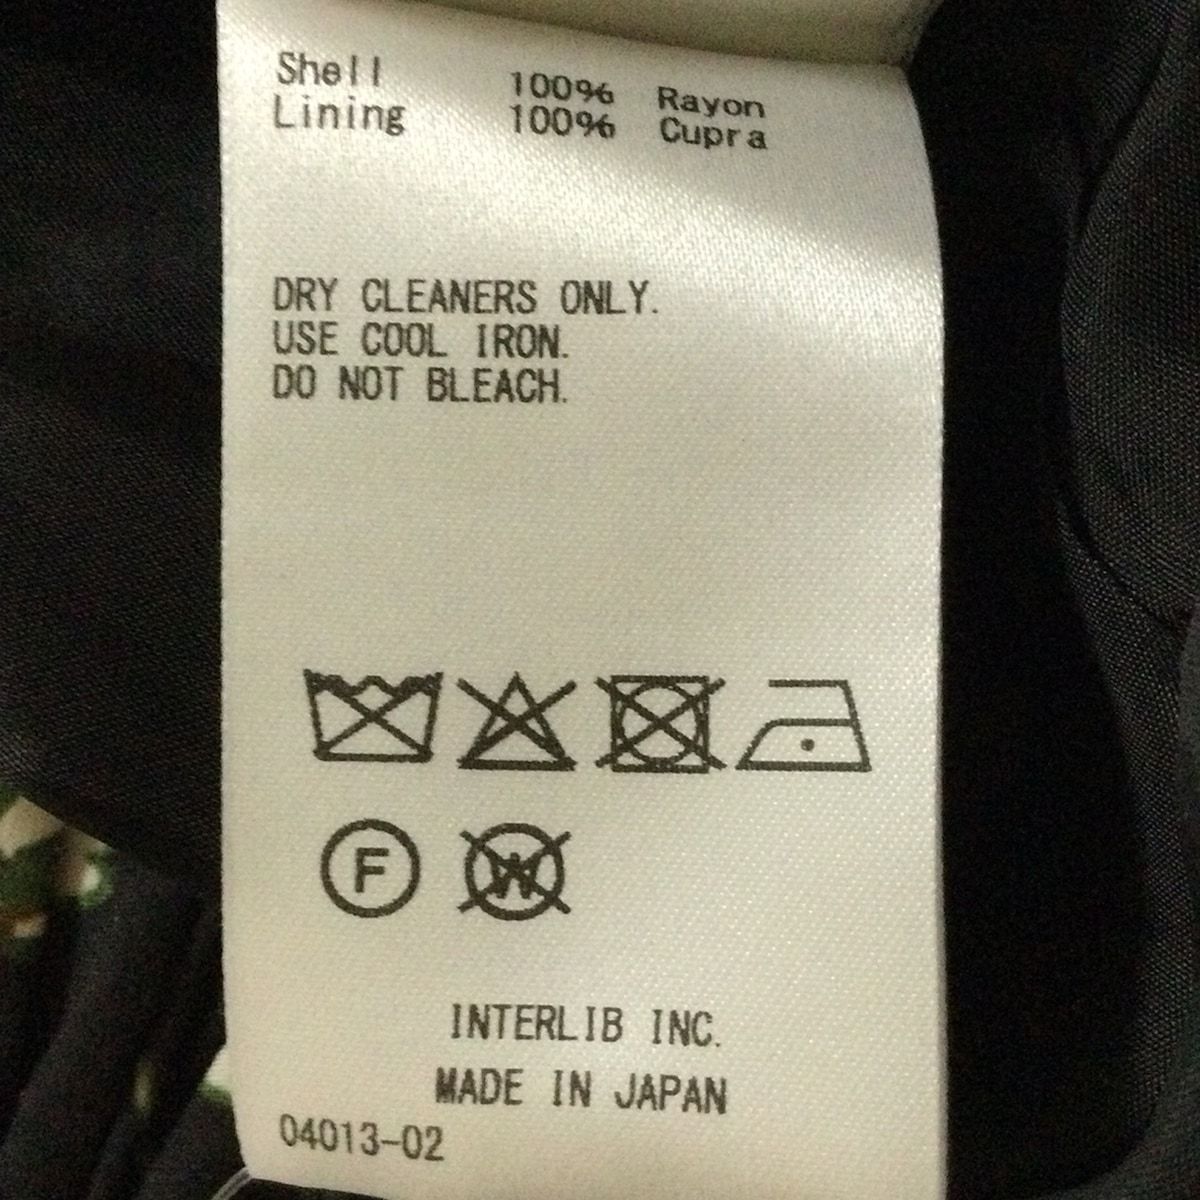 Shell 100% Rayon
Lining 100% Cupra
DRY CLEANERS ONLY.
USE COOL IRON.
DO NOT BLEACH.
F W
INTERLIB INC.
MADE IN JAPAN
04013-02